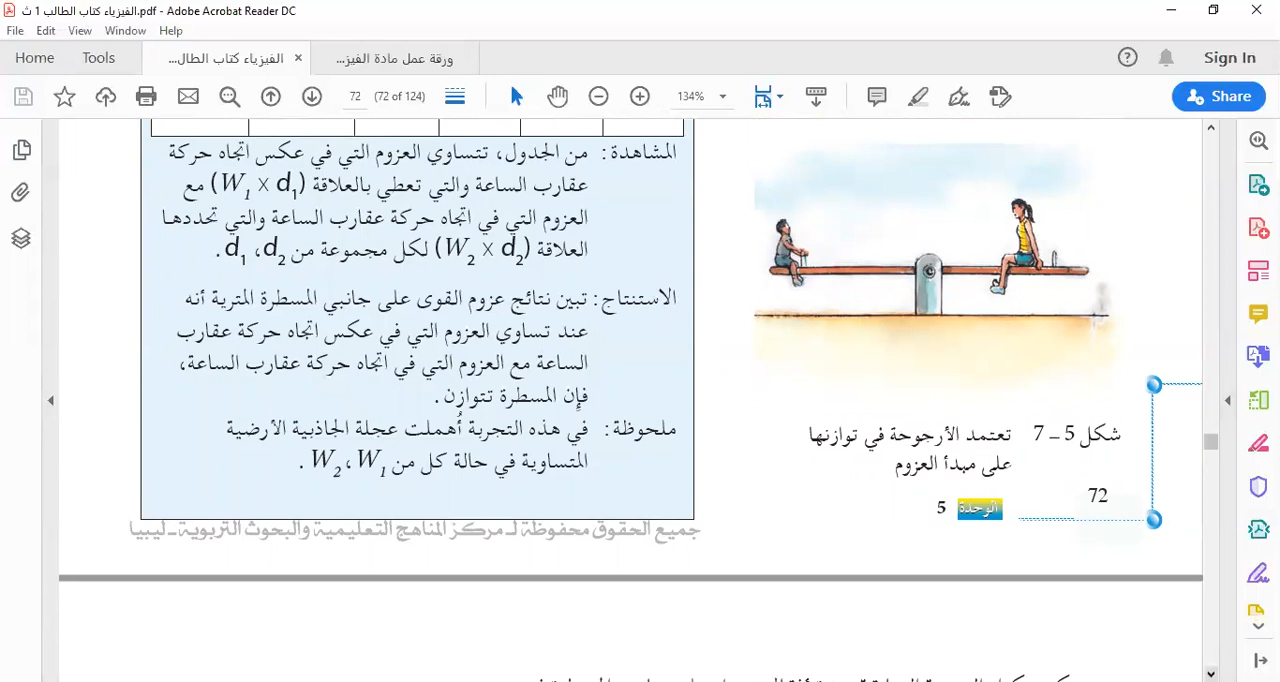 الفيزياء كتاب الطالب 1 ث.pdf - Adobe Acrobat Reader DC
File Edit View Window Help
Home Tools الفيزياء كتاب الطال... × ورقة عمل مادة الفيز... Sign In
72 (72 of 124) 134% Share
المشاهدة: من الجدول، تتساوي العزوم التي في عكس اتجاه حركة
عقارب الساعة والتي تعطي بالعلاقة (W1 × d1) مع
العزوم التي في اتجاه حركة عقارب الساعة والتي تحددها
العلاقة (W2 × d2) لكل مجموعة من d2، d1.
الاستنتاج: تبين نتائج عزوم القوى على جانبي المسطرة المترية أنه
عند تساوي العزوم التي في عكس اتجاه حركة عقارب
الساعة مع العزوم التي في اتجاه حركة عقارب الساعة،
فإن المسطرة تتوازن.
ملحوظة: في هذه التجربة أُهملت عجلة الجاذبية الأرضية
المتساوية في حالة كل من W1، W2.
شكل 5 – 7 تعتمد الأرجوحة في توازنها
على مبدأ العزوم
72
الوحدة 5
جميع الحقوق محفوظة لـ مركز المناهج التعليمية والبحوث التربوية - ليبيا